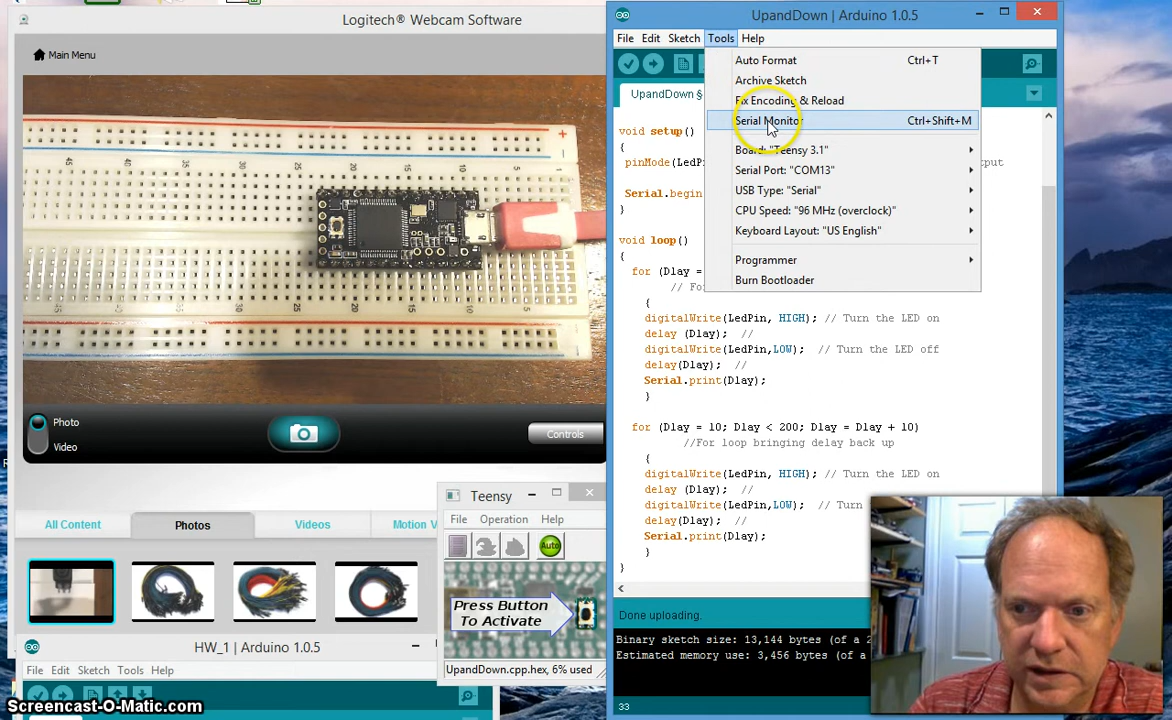 Logitech® Webcam Software
Main Menu
Photo
Video
Controls
All Content
Photos
Videos
Motion V
Teensy
File Operation Help
Auto
Press Button
To Activate
UpandDown.cpp.hex, 6% used
HW_1 | Arduino 1.0.5
File Edit Sketch Tools Help
Screencast-O-Matic.com
UpandDown | Arduino 1.0.5
File Edit Sketch Tools Help
UpandDown §
Auto Format Ctrl+T
Archive Sketch
Fix Encoding & Reload
Serial Monitor Ctrl+Shift+M
Board: "Teensy 3.1"
Serial Port: "COM13"
USB Type: "Serial"
CPU Speed: "96 MHz (overclock)"
Keyboard Layout: "US English"
Programmer
Burn Bootloader
void setup()
{
pinMode(LedPi put
Serial.begin
}
void loop()
{
for (Dlay =
// Fo
{
digitalWrite(LedPin, HIGH); // Turn the LED on
delay (Dlay); //
digitalWrite(LedPin,LOW); // Turn the LED off
delay(Dlay); //
Serial.print(Dlay);
}
for (Dlay = 10; Dlay < 200; Dlay = Dlay + 10)
//For loop bringing delay back up
{
digitalWrite(LedPin, HIGH); // Turn the LED on
delay (Dlay); //
digitalWrite(LedPin,LOW); // Turn
delay(Dlay); //
Serial.print(Dlay);
}
Done uploading.
Binary sketch size: 13,144 bytes (of a 2
Estimated memory use: 3,456 bytes (of a
33